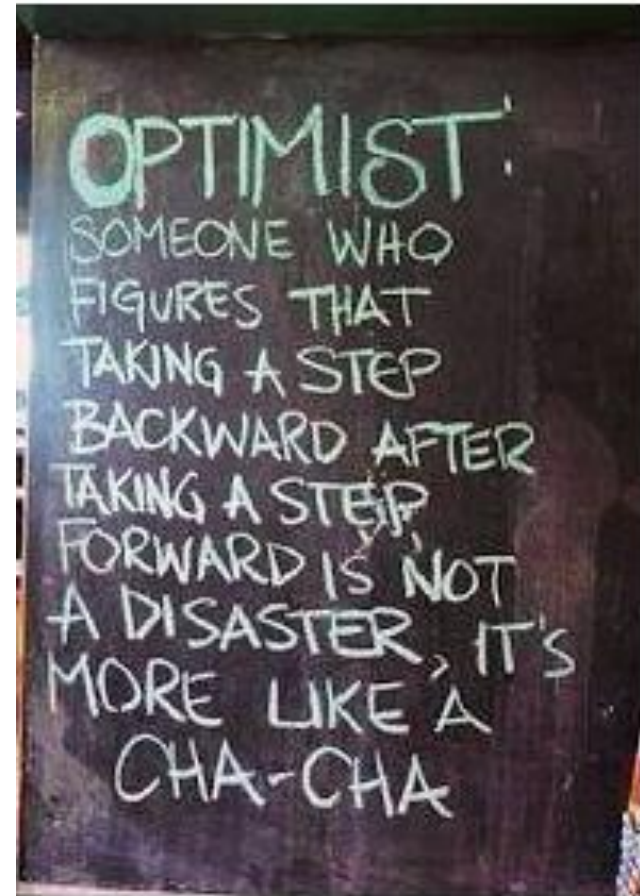 OPTIMIST:
SOMEONE WHO
FIGURES THAT
TAKING A STEP
BACKWARD AFTER
TAKING A STEP
FORWARD IS NOT
A DISASTER, IT'S
MORE LIKE A
CHA-CHA